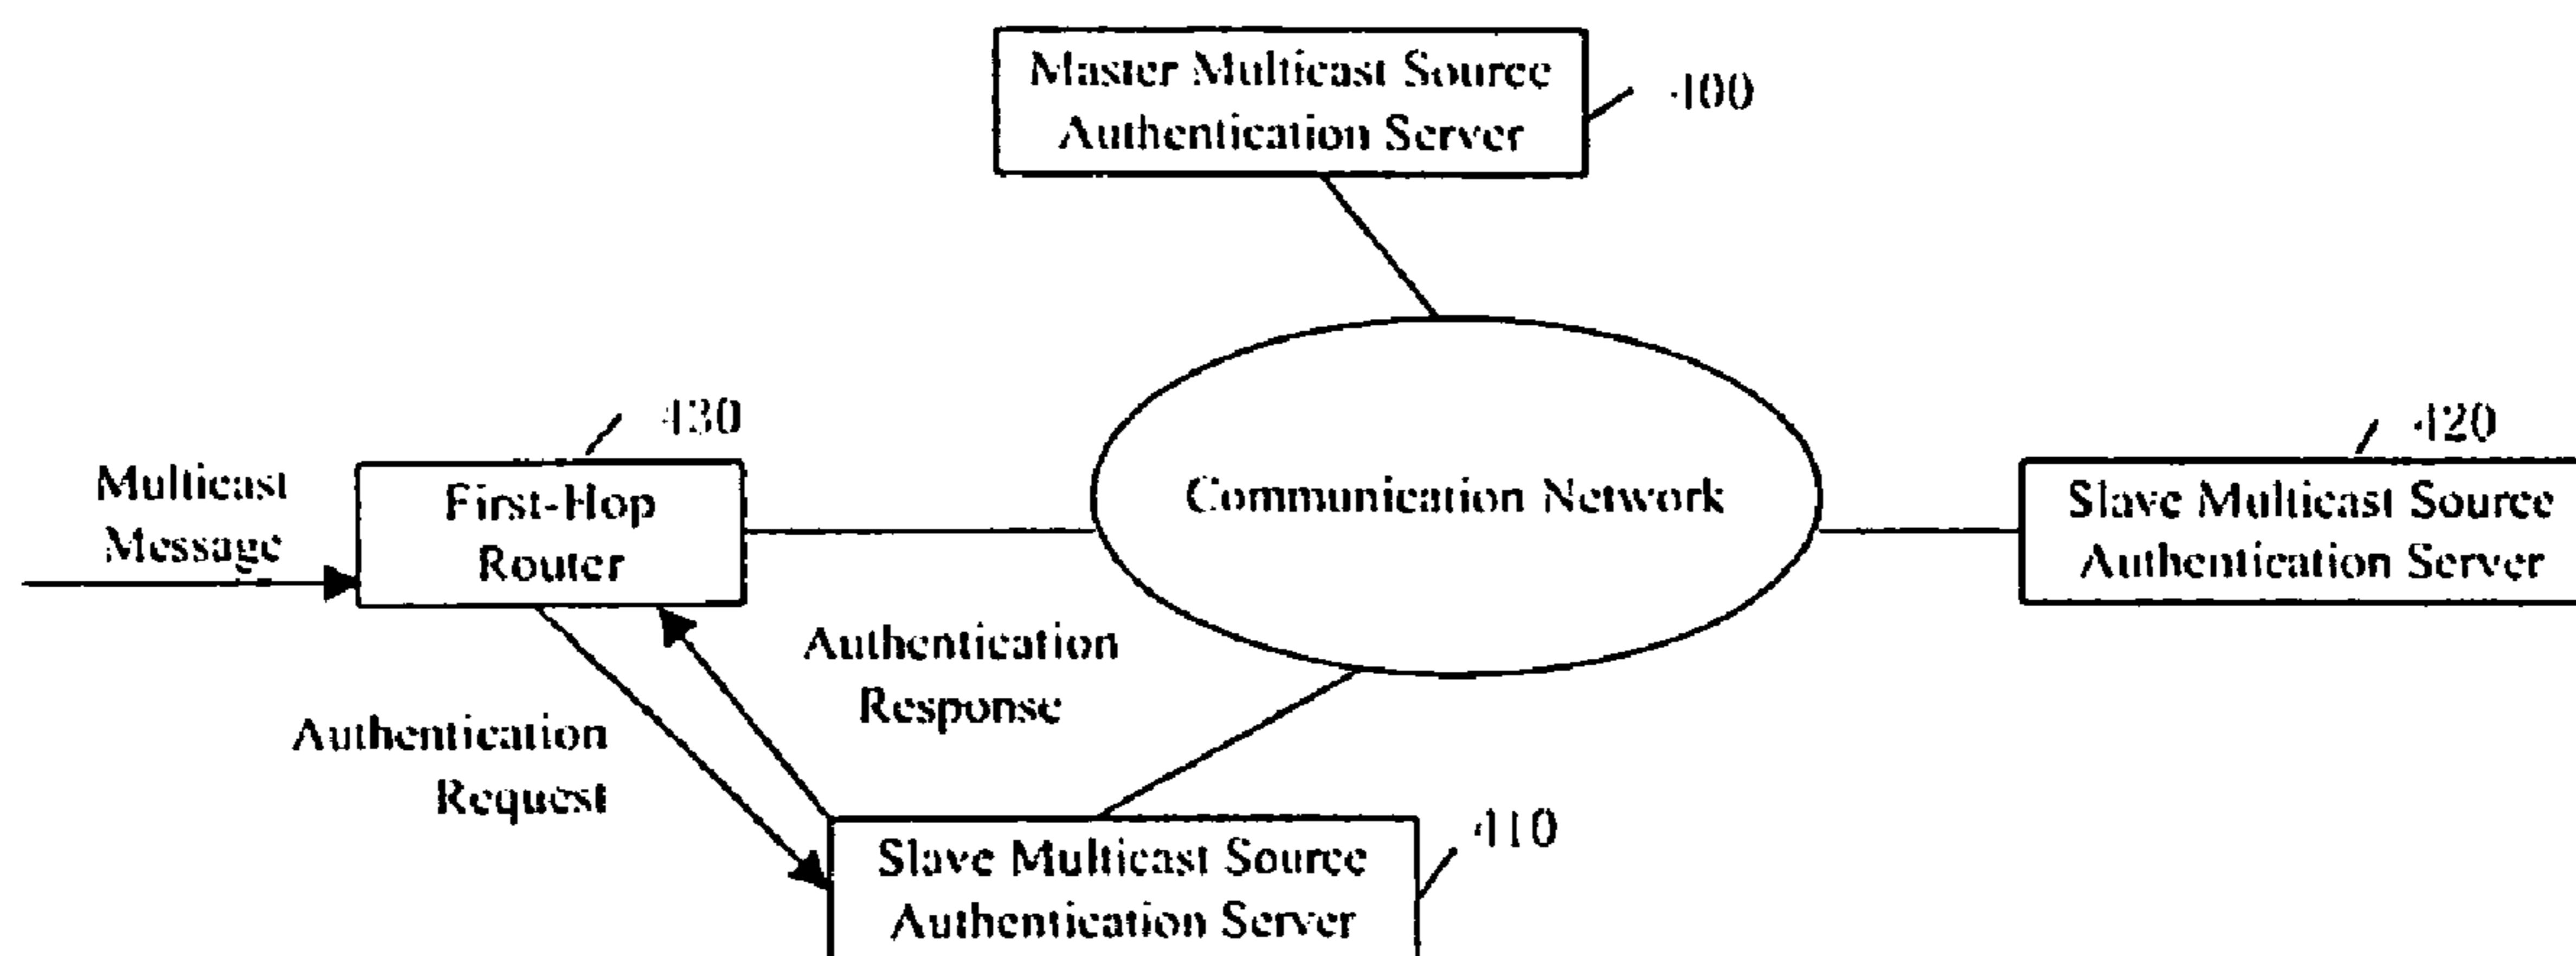 Master Multicast Source
Authentication Server
400
430
420
Multicast
Message
First-Hop
Router
Communication Network
Slave Multicast Source
Authentication Server
Authentication
Response
Authentication
Request
410
Slave Multicast Source
Authentication Server